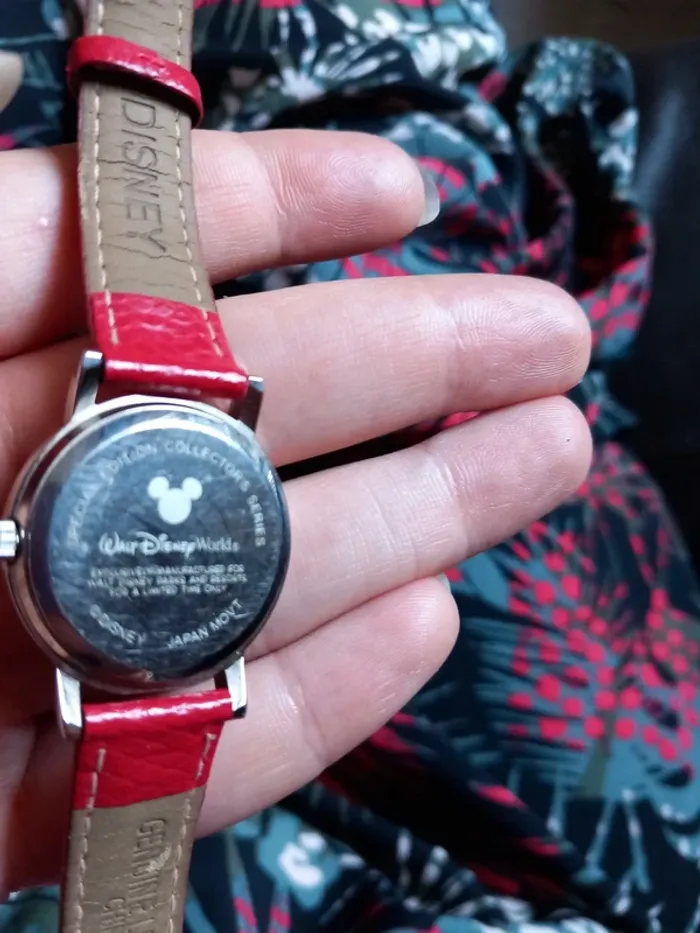 DISNEY
SPECIAL EDITION COLLECTORS SERIES
Walt Disney World
EXCLUSIVELY MANUFACTURED FOR
WALT DISNEY PARKS AND RESORTS
FOR A LIMITED TIME ONLY
©DISNEY JAPAN MOVT
GENUINE